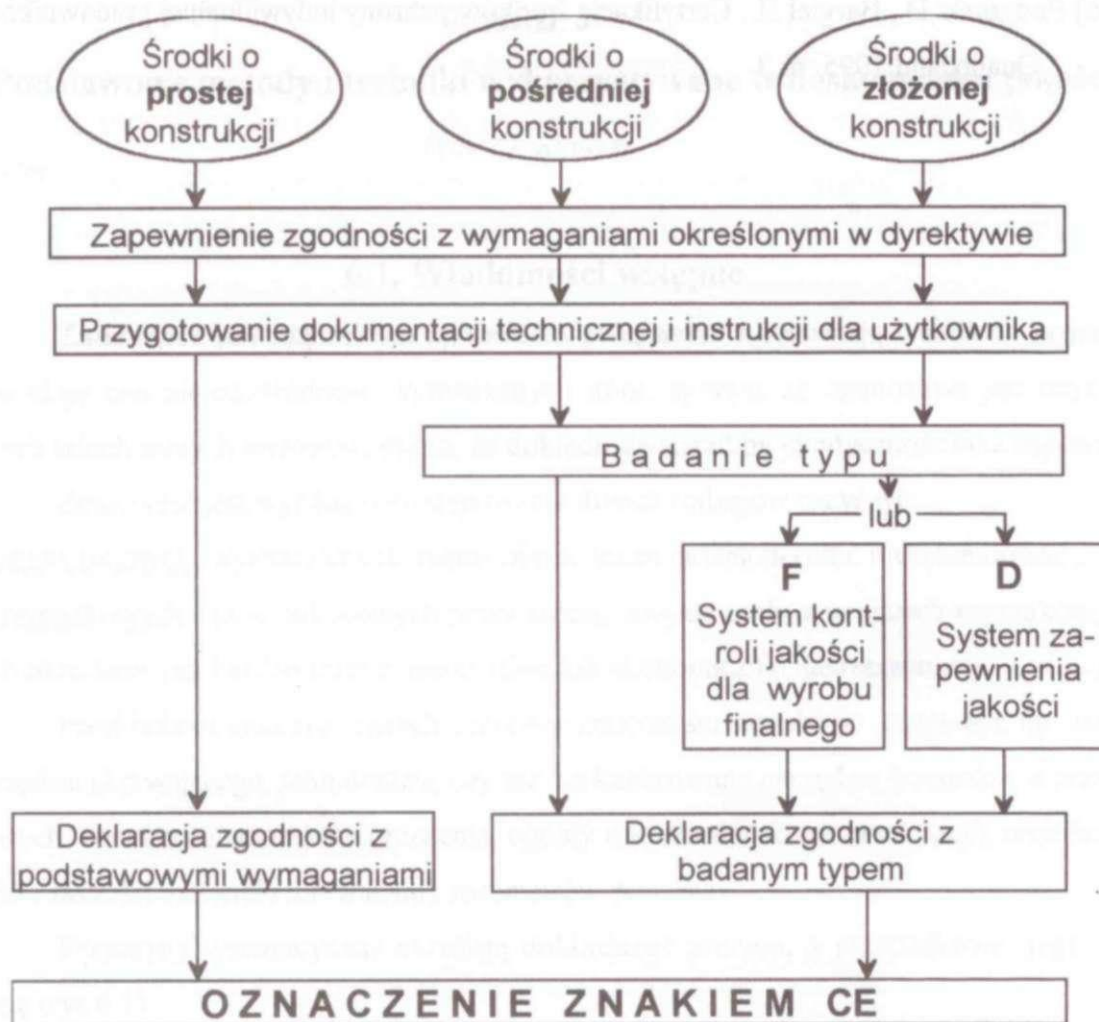 Środki o
prostej
konstrukcji
Środki o
pośredniej
konstrukcji
Środki o
złożonej
konstrukcji
Zapewnienie zgodności z wymaganiami określonymi w dyrektywie
Przygotowanie dokumentacji technicznej i instrukcji dla użytkownika
Badanie typu
lub
F
System kont-
roli jakości
dla wyrobu
finalnego
D
System za-
pewnienia
jakości
Deklaracja zgodności z
podstawowymi wymaganiami
Deklaracja zgodności z
badanym typem
OZNACZENIE ZNAKIEM CE